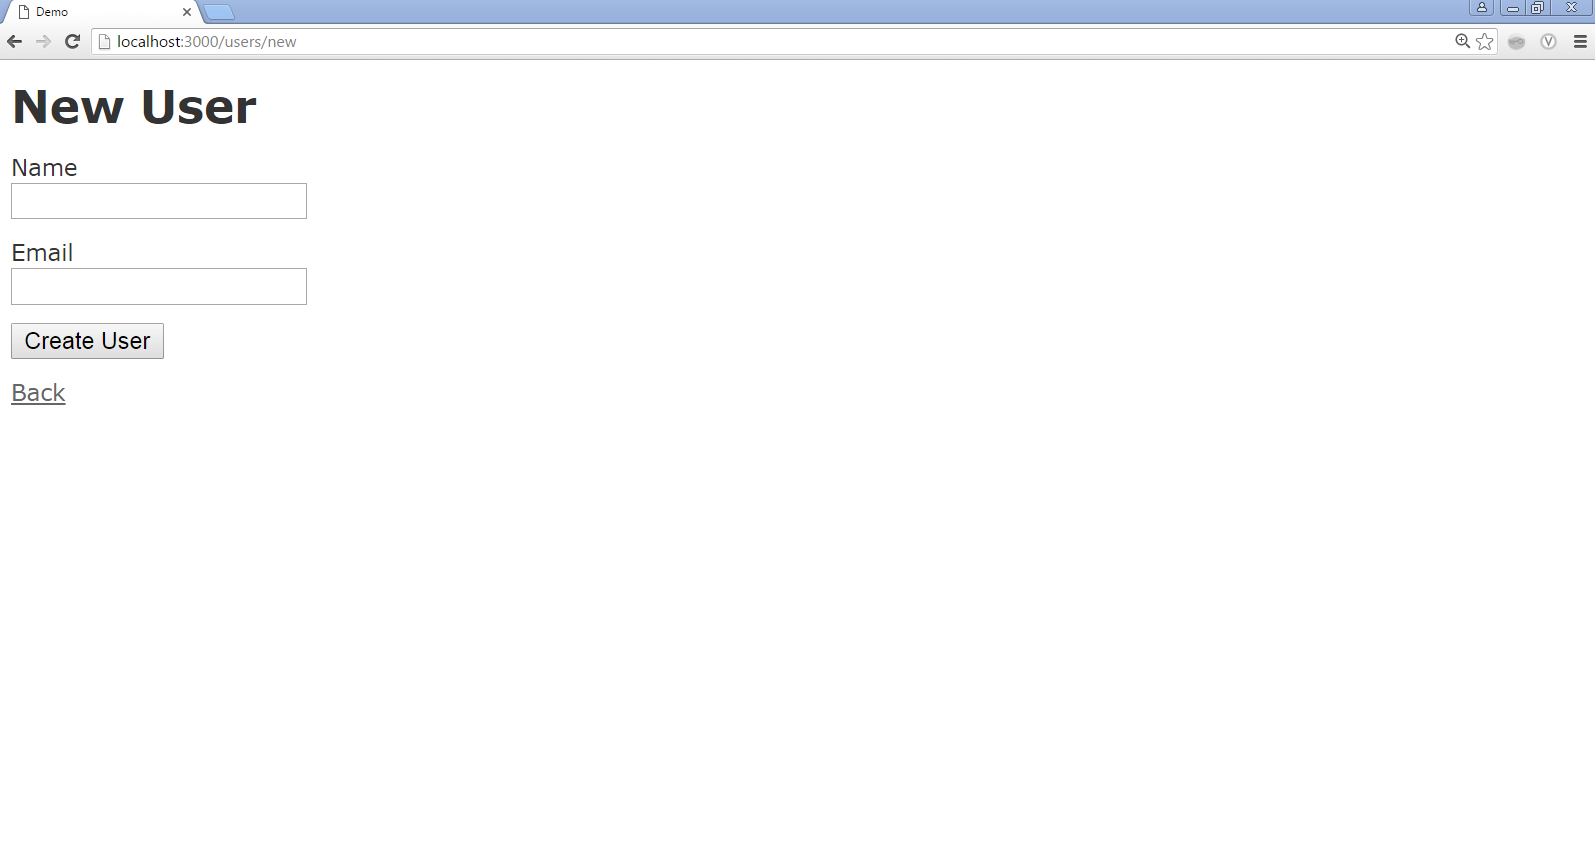 Demo
localhost:3000/users/new
New User
Name
Email
Create User
Back